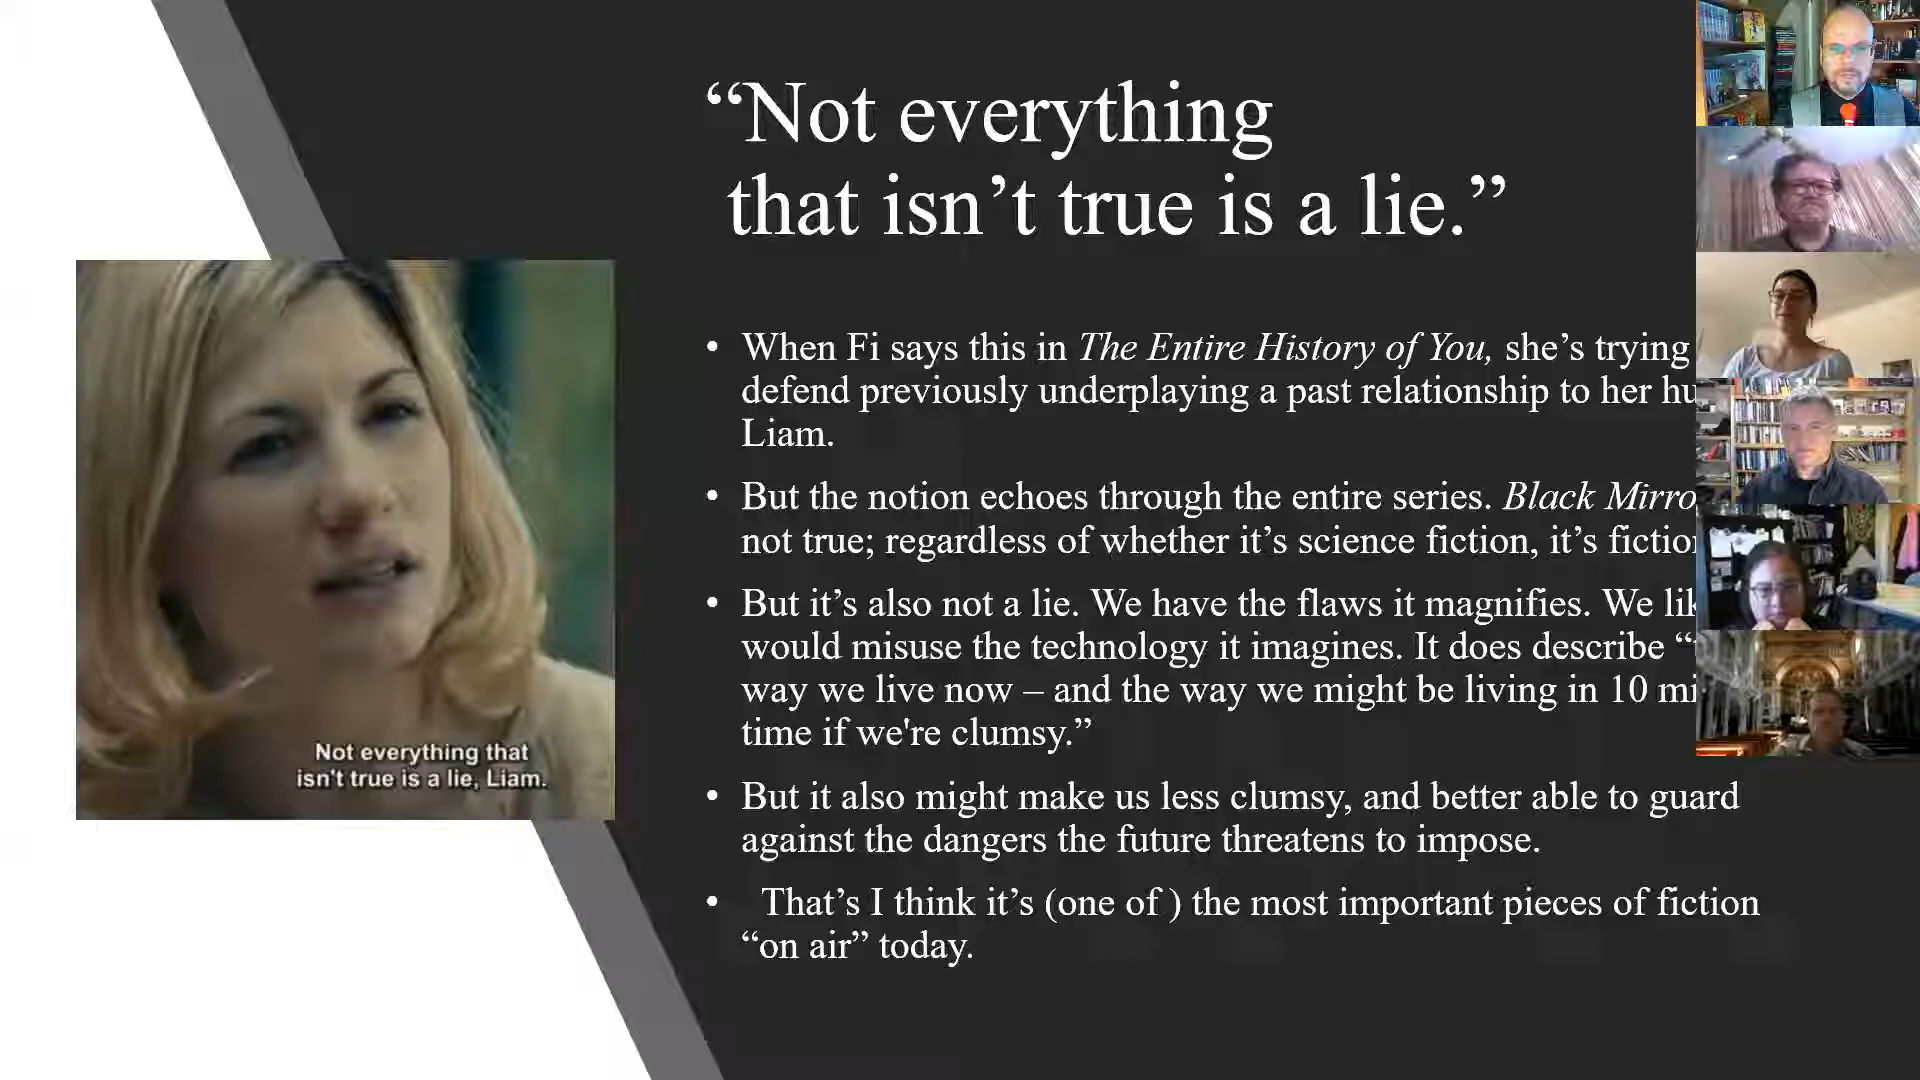 “Not everything
that isn’t true is a lie.”
• When Fi says this in The Entire History of You, she’s trying
defend previously underplaying a past relationship to her hu
Liam.
• But the notion echoes through the entire series. Black Mirro
not true; regardless of whether it’s science fiction, it’s fictio
• But it’s also not a lie. We have the flaws it magnifies. We lik
would misuse the technology it imagines. It does describe “
way we live now – and the way we might be living in 10 mi
time if we're clumsy.”
• But it also might make us less clumsy, and better able to guard
against the dangers the future threatens to impose.
• That’s I think it’s (one of ) the most important pieces of fiction
“on air” today.
Not everything that
isn't true is a lie, Liam.